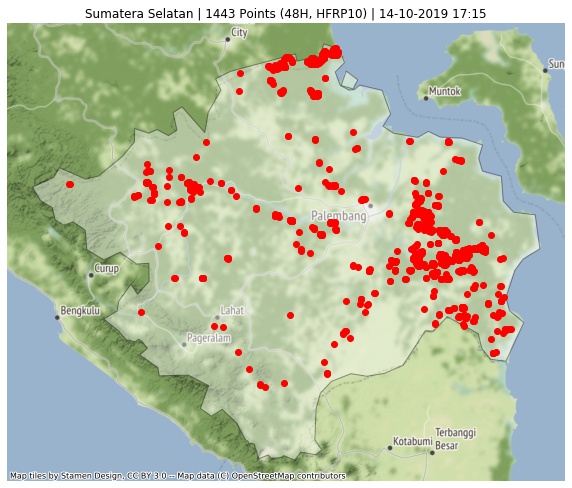 Sumatera Selatan | 1443 Points (48H, HFRP10) | 14-10-2019 17:15
City
Sun
Muntok
Palembang
Curup
Bengkulu
Lahat
Pageralam
Kotabumi
Terbanggi
Besar
Map tiles by Stamen Design, CC BY 3.0 -- Map data (C) OpenStreetMap contributors